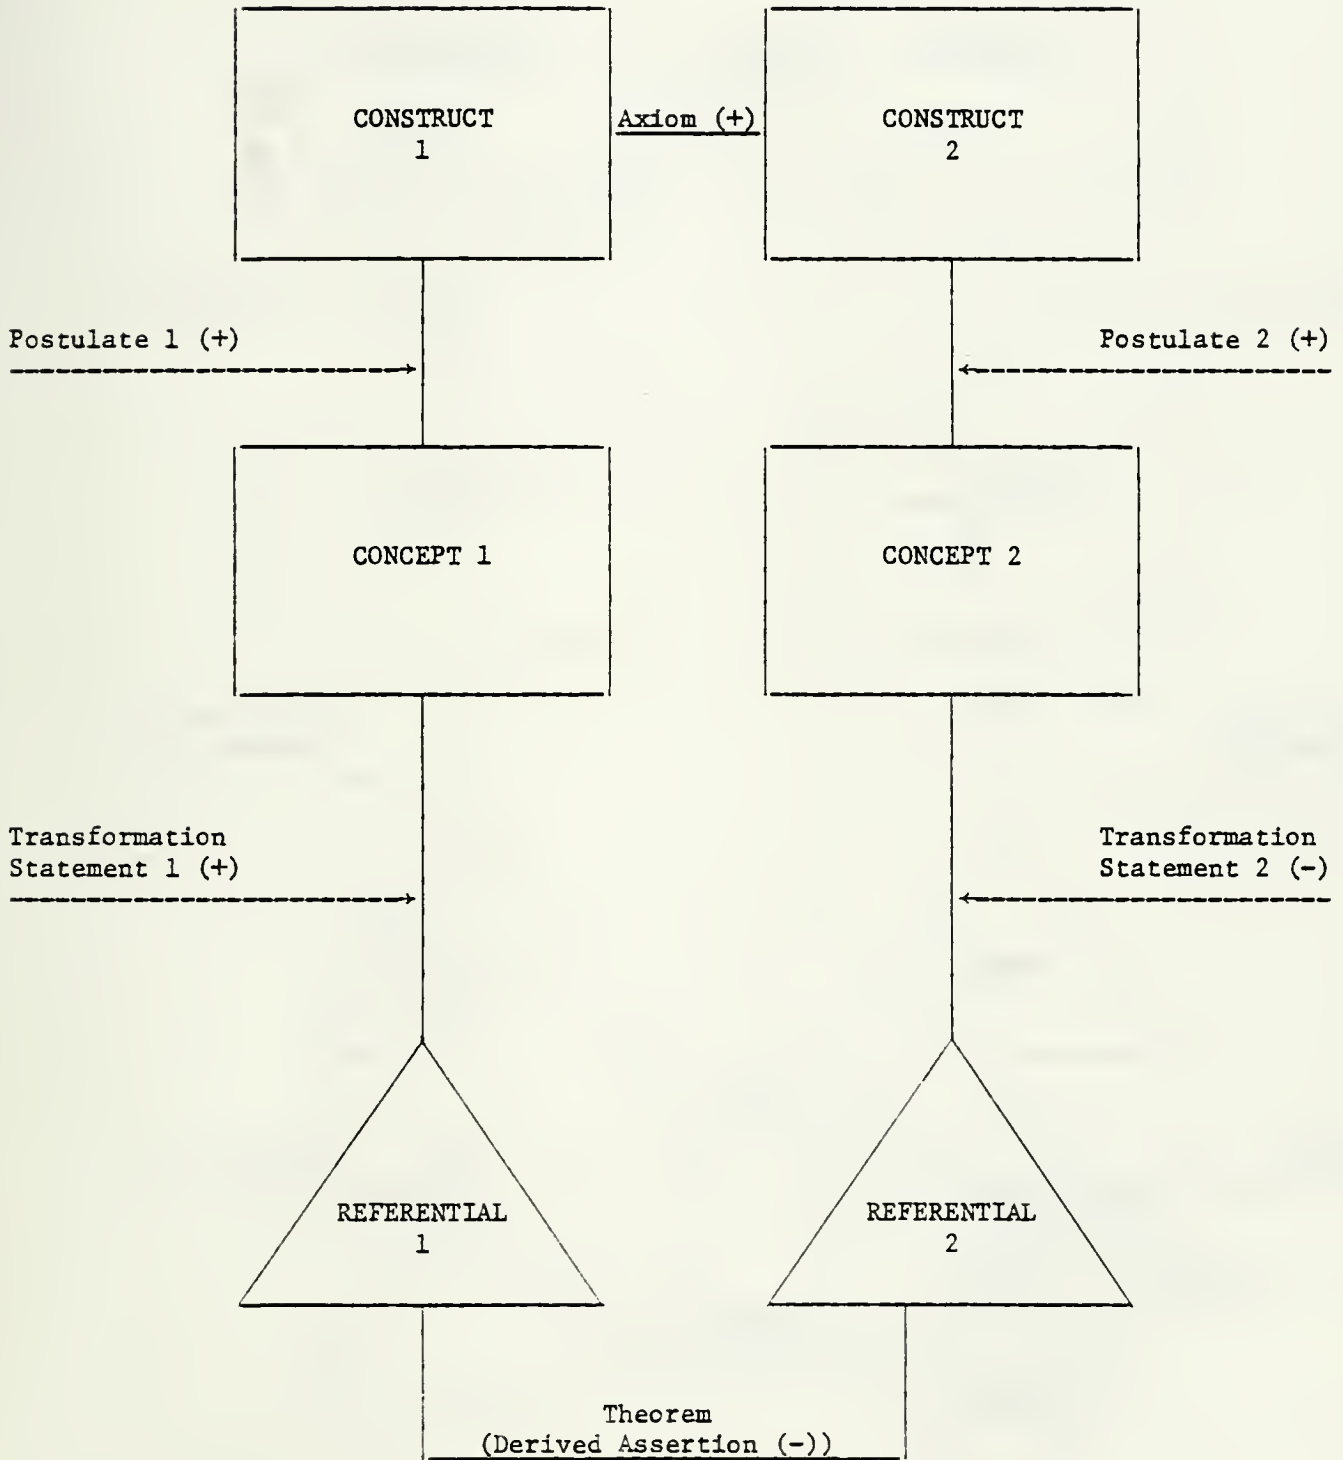 CONSTRUCT
1
Axiom (+)
CONSTRUCT
2
Postulate 1 (+)
Postulate 2 (+)
CONCEPT 1
CONCEPT 2
Transformation
Statement 1 (+)
Transformation
Statement 2 (-)
REFERENTIAL
1
REFERENTIAL
2
Theorem
(Derived Assertion (-))